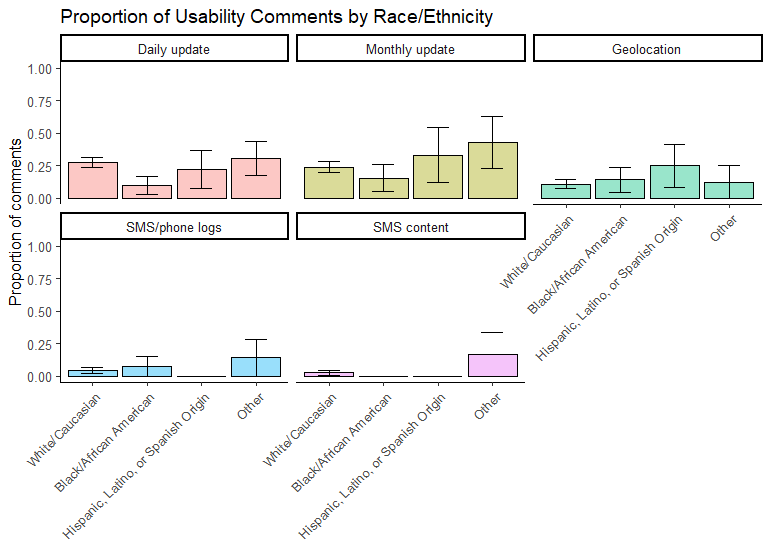 Proportion of Usability Comments by Race/Ethnicity
Daily update
Monthly update
Geolocation
Proportion of comments
1.00
0.75
0.50
0.25
0.00
White/Caucasian
Black/African American
Hispanic, Latino, or Spanish Origin
Other
SMS/phone logs
SMS content
1.00
0.75
0.50
0.25
0.00
White/Caucasian
Black/African American
Hispanic, Latino, or Spanish Origin
Other
White/Caucasian
Black/African American
Hispanic, Latino, or Spanish Origin
Other